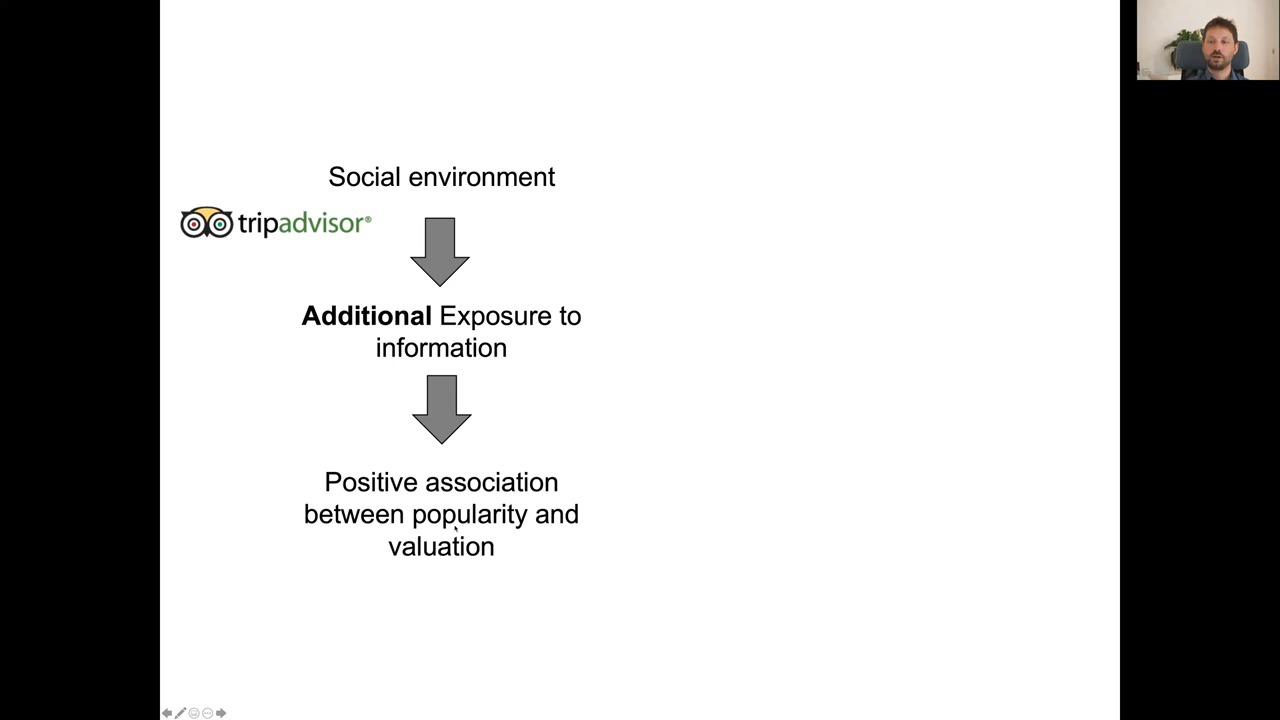 Social environment
tripadvisor®
Additional Exposure to
information
Positive association
between popularity and
valuation